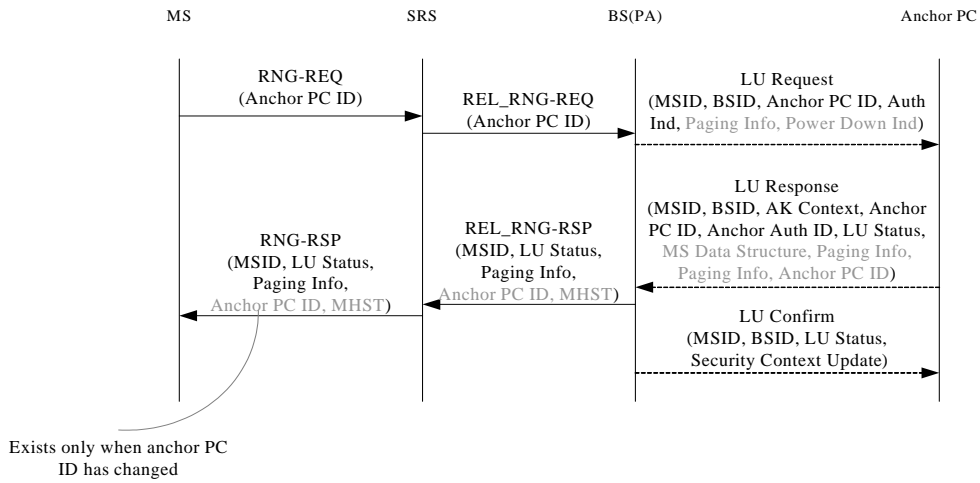 MS
SRS
BS(PA)
Anchor PC
RNG-REQ
(Anchor PC ID)
REL_RNG-REQ
(Anchor PC ID)
LU Request
(MSID, BSID, Anchor PC ID, Auth
Ind, Paging Info, Power Down Ind)
LU Response
(MSID, BSID, AK Context, Anchor
PC ID, Anchor Auth ID, LU Status,
MS Data Structure, Paging Info,
Paging Info, Anchor PC ID)
REL_RNG-RSP
(MSID, LU Status,
Paging Info,
Anchor PC ID, MHST)
RNG-RSP
(MSID, LU Status,
Paging Info,
Anchor PC ID, MHST)
LU Confirm
(MSID, BSID, LU Status,
Security Context Update)
Exists only when anchor PC
ID has changed